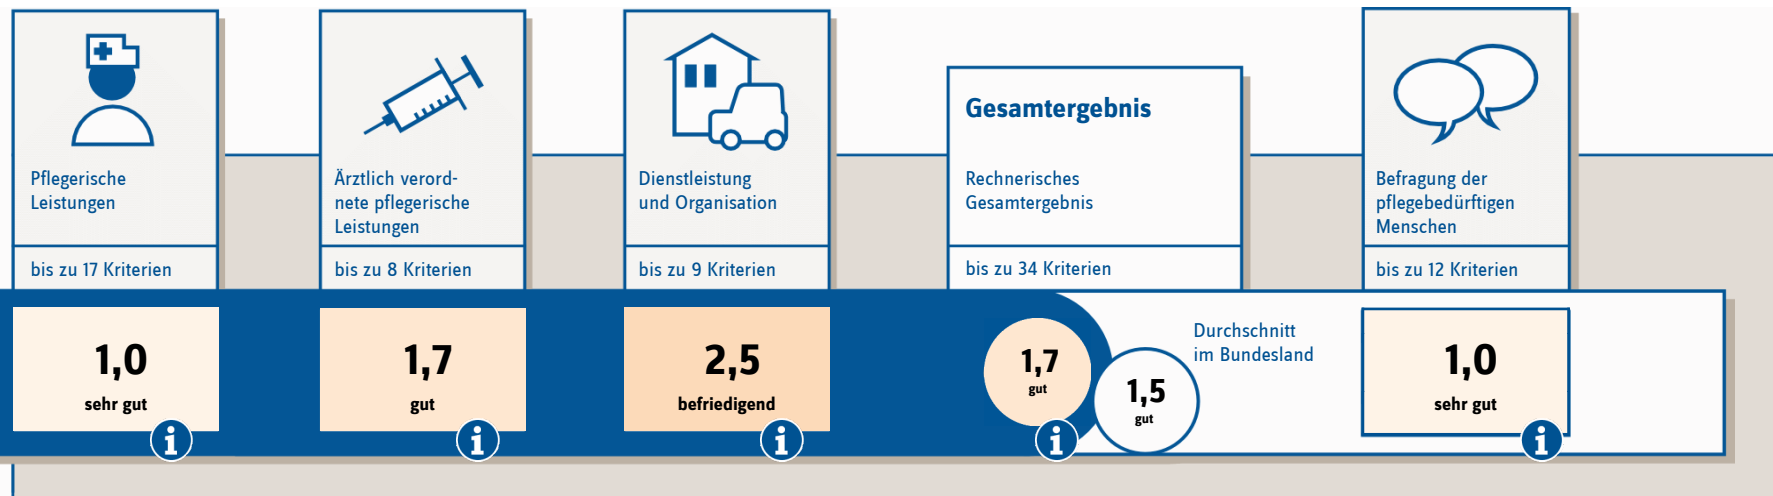 Pflegerische
Leistungen
bis zu 17 Kriterien
1,0
sehr gut
Ärztlich verord-
nete pflegerische
Leistungen
bis zu 8 Kriterien
1,7
gut
Dienstleistung
und Organisation
bis zu 9 Kriterien
2,5
befriedigend
Gesamtergebnis
Rechnerisches
Gesamtergebnis
bis zu 34 Kriterien
1,7
gut
1,5
gut
Durchschnitt
im Bundesland
Befragung der
pflegebedürftigen
Menschen
bis zu 12 Kriterien
1,0
sehr gut